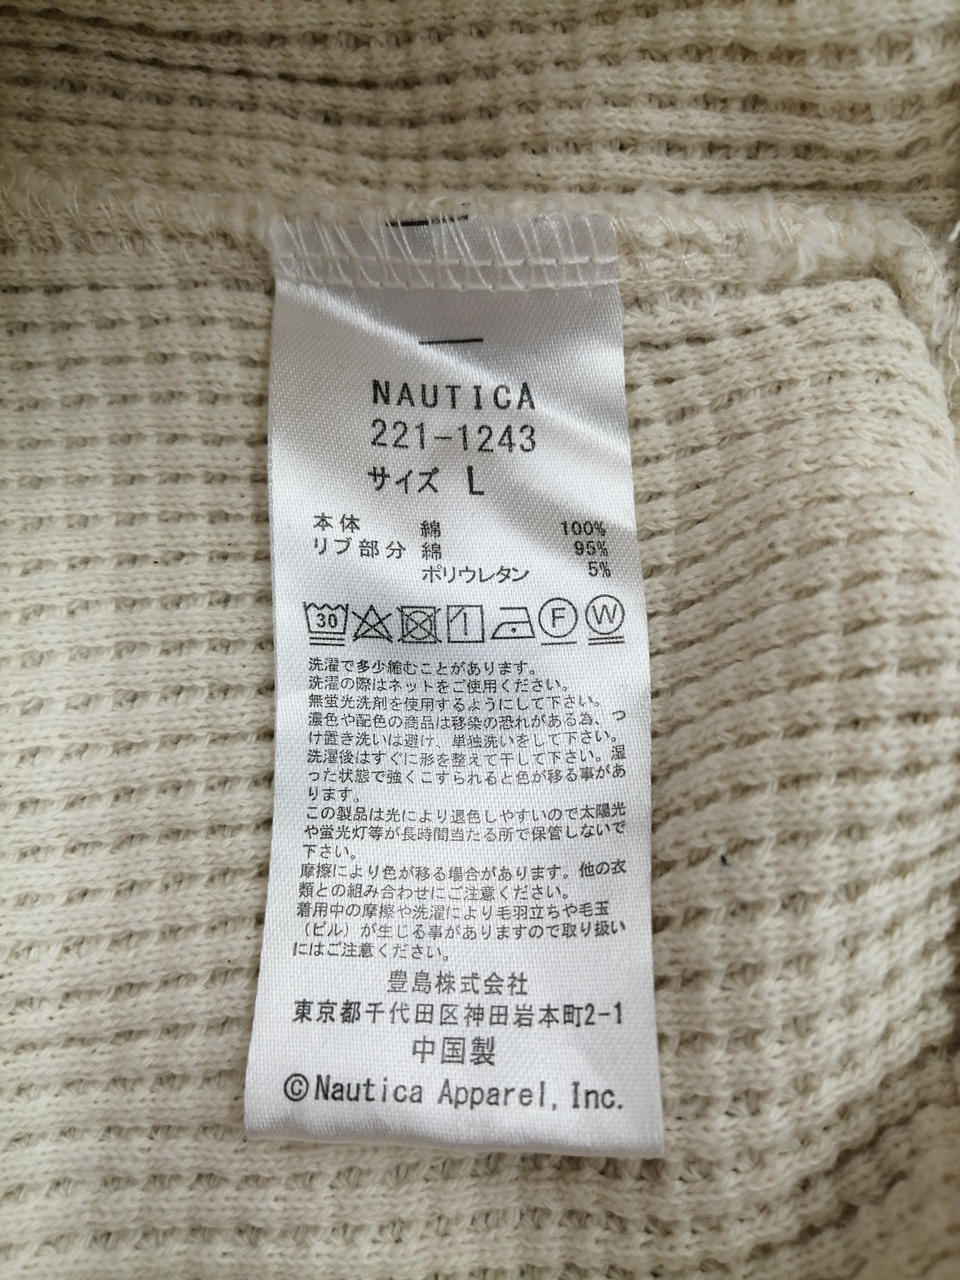 NAUTICA
221-1243
サイズ L
本体 綿 100%
リブ部分 綿 95%
ポリウレタン 5%
30 F W
洗濯で多少縮むことがあります。
洗濯の際はネットをご使用ください。
無蛍光洗剤を使用するようにして下さい。
濃色や配色の商品は移染の恐れがある為、つ
け置き洗いは避け、単独洗いをして下さい。
洗濯後はすぐに形を整えて干して下さい。湿
った状態で強くこすられると色が移る事があ
ります。
この製品は光により退色しやすいので太陽光
や蛍光灯等が長時間当たる所で保管しないで
下さい。
摩擦により色が移る場合があります。他の衣
類との組み合わせにご注意ください。
着用中の摩擦や洗濯により毛羽立ちや毛玉
（ピル）が生じる事がありますので取り扱い
にはご注意ください。
豊島株式会社
東京都千代田区神田岩本町2-1
中国製
©Nautica Apparel, Inc.